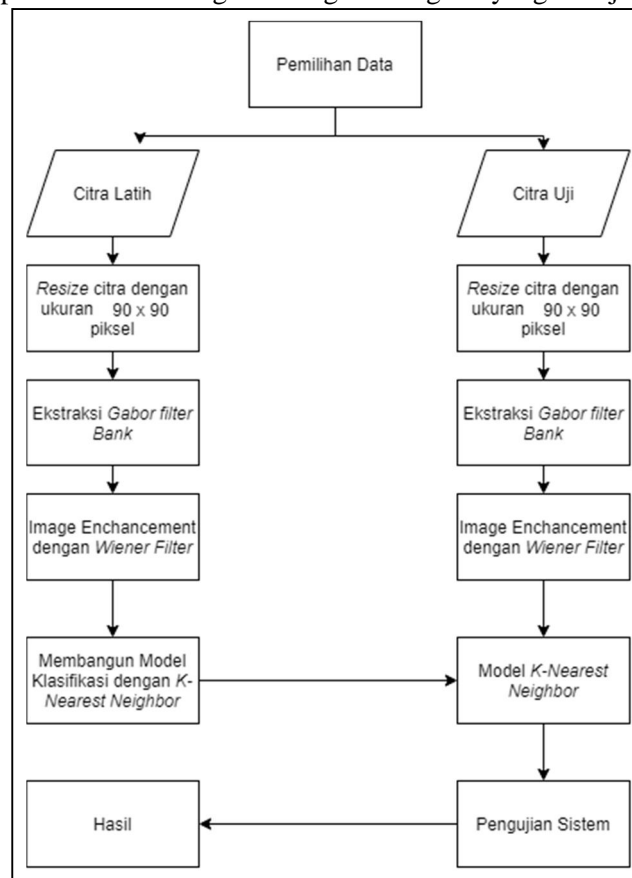 Pemilihan Data
Citra Latih
Citra Uji
Resize citra dengan
ukuran 90 x 90
piksel
Resize citra dengan
ukuran 90 x 90
piksel
Ekstraksi Gabor filter
Bank
Ekstraksi Gabor filter
Bank
Image Enchancement
dengan Wiener Filter
Image Enchancement
dengan Wiener Filter
Membangun Model
Klasifikasi dengan K-
Nearest Neighbor
Model K-Nearest
Neighbor
Hasil
Pengujian Sistem